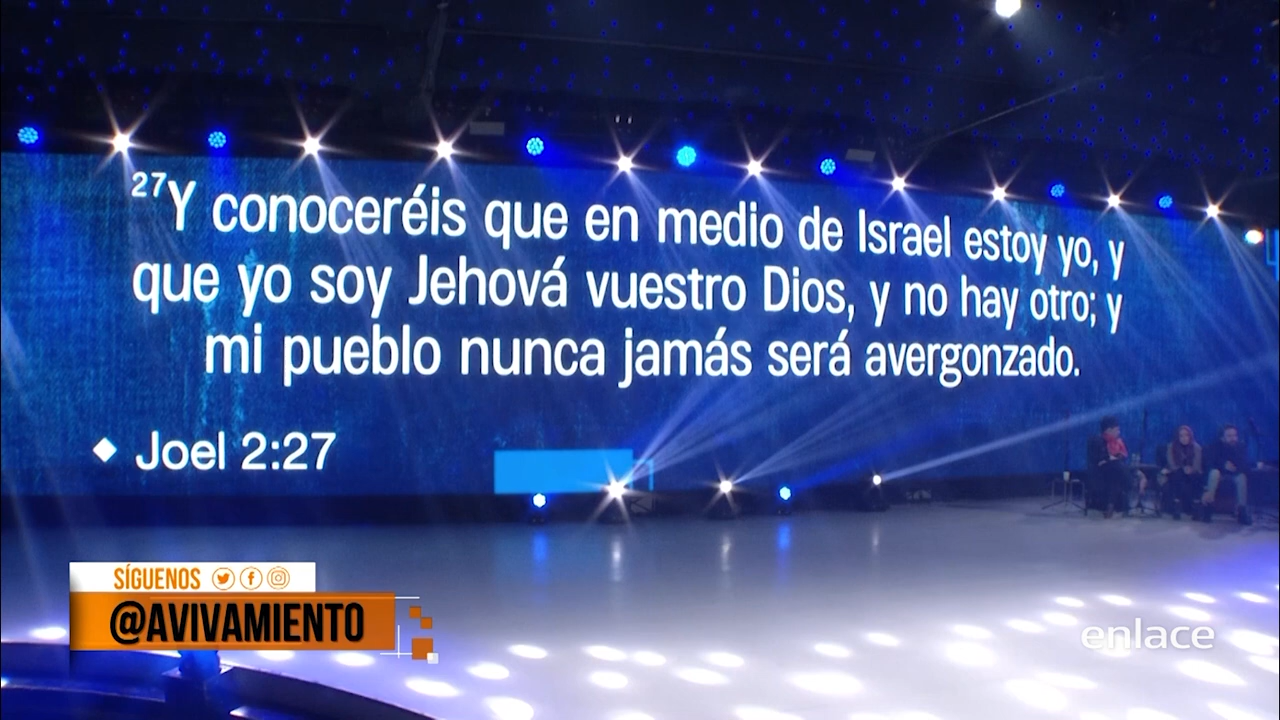 ²⁷Y conoceréis que en medio de Israel estoy yo, y
que yo soy Jehová vuestro Dios, y no hay otro; y
mi pueblo nunca jamás será avergonzado.
Joel 2:27
SÍGUENOS
@AVIVAMIENTO
enlace